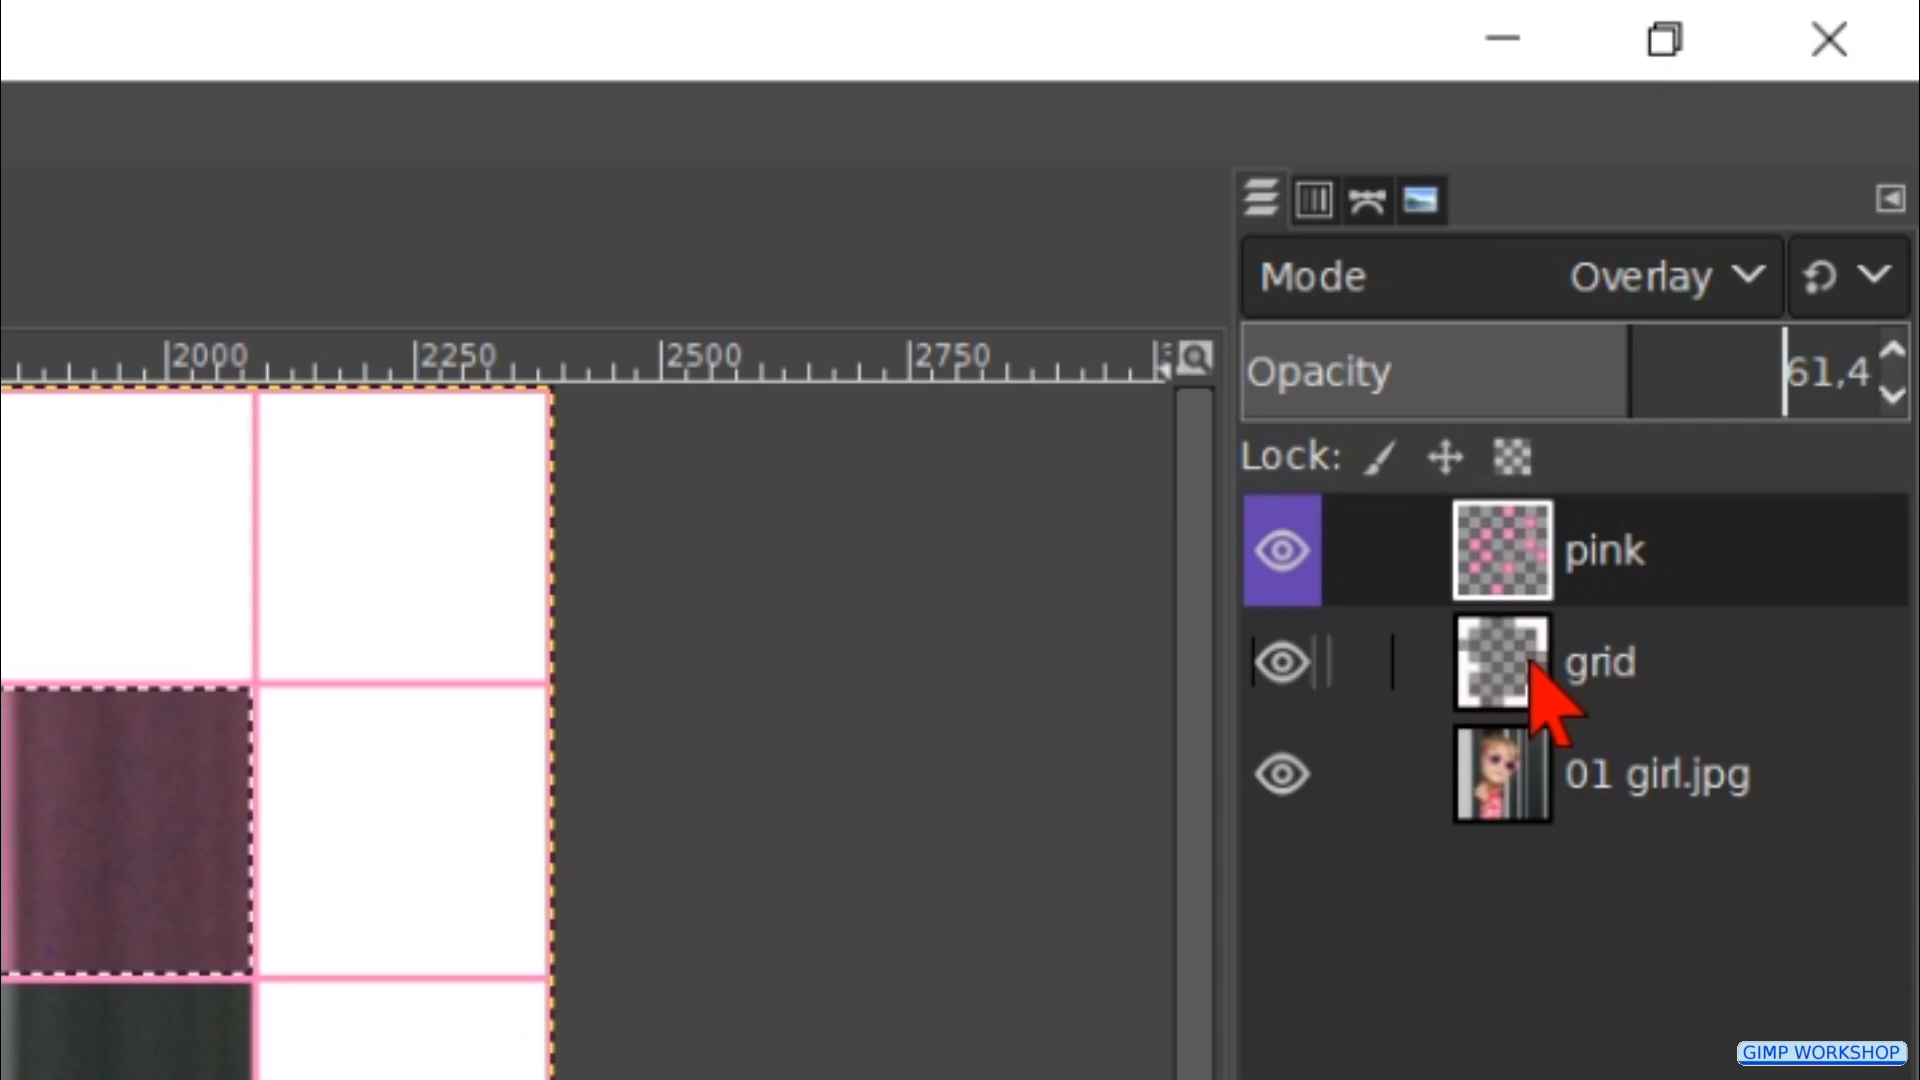 Mode Overlay
2000 2250 2500 2750
Opacity 61,4
Lock:
pink
grid
01 girl.jpg
GIMP WORKSHOP